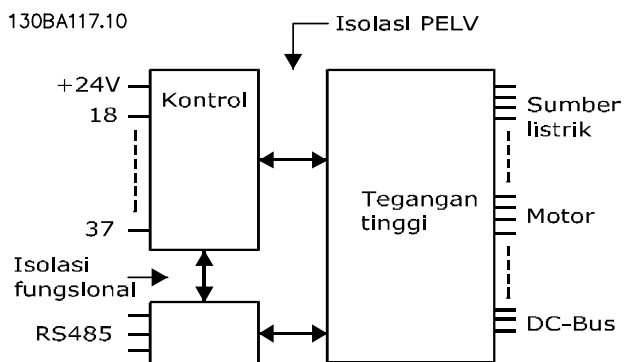 130BA117.10
Isolasi PELV
+24V
18
37
Kontrol
Tegangan
tinggi
Sumber
listrik
Motor
DC-Bus
Isolasi
fungsional
RS485